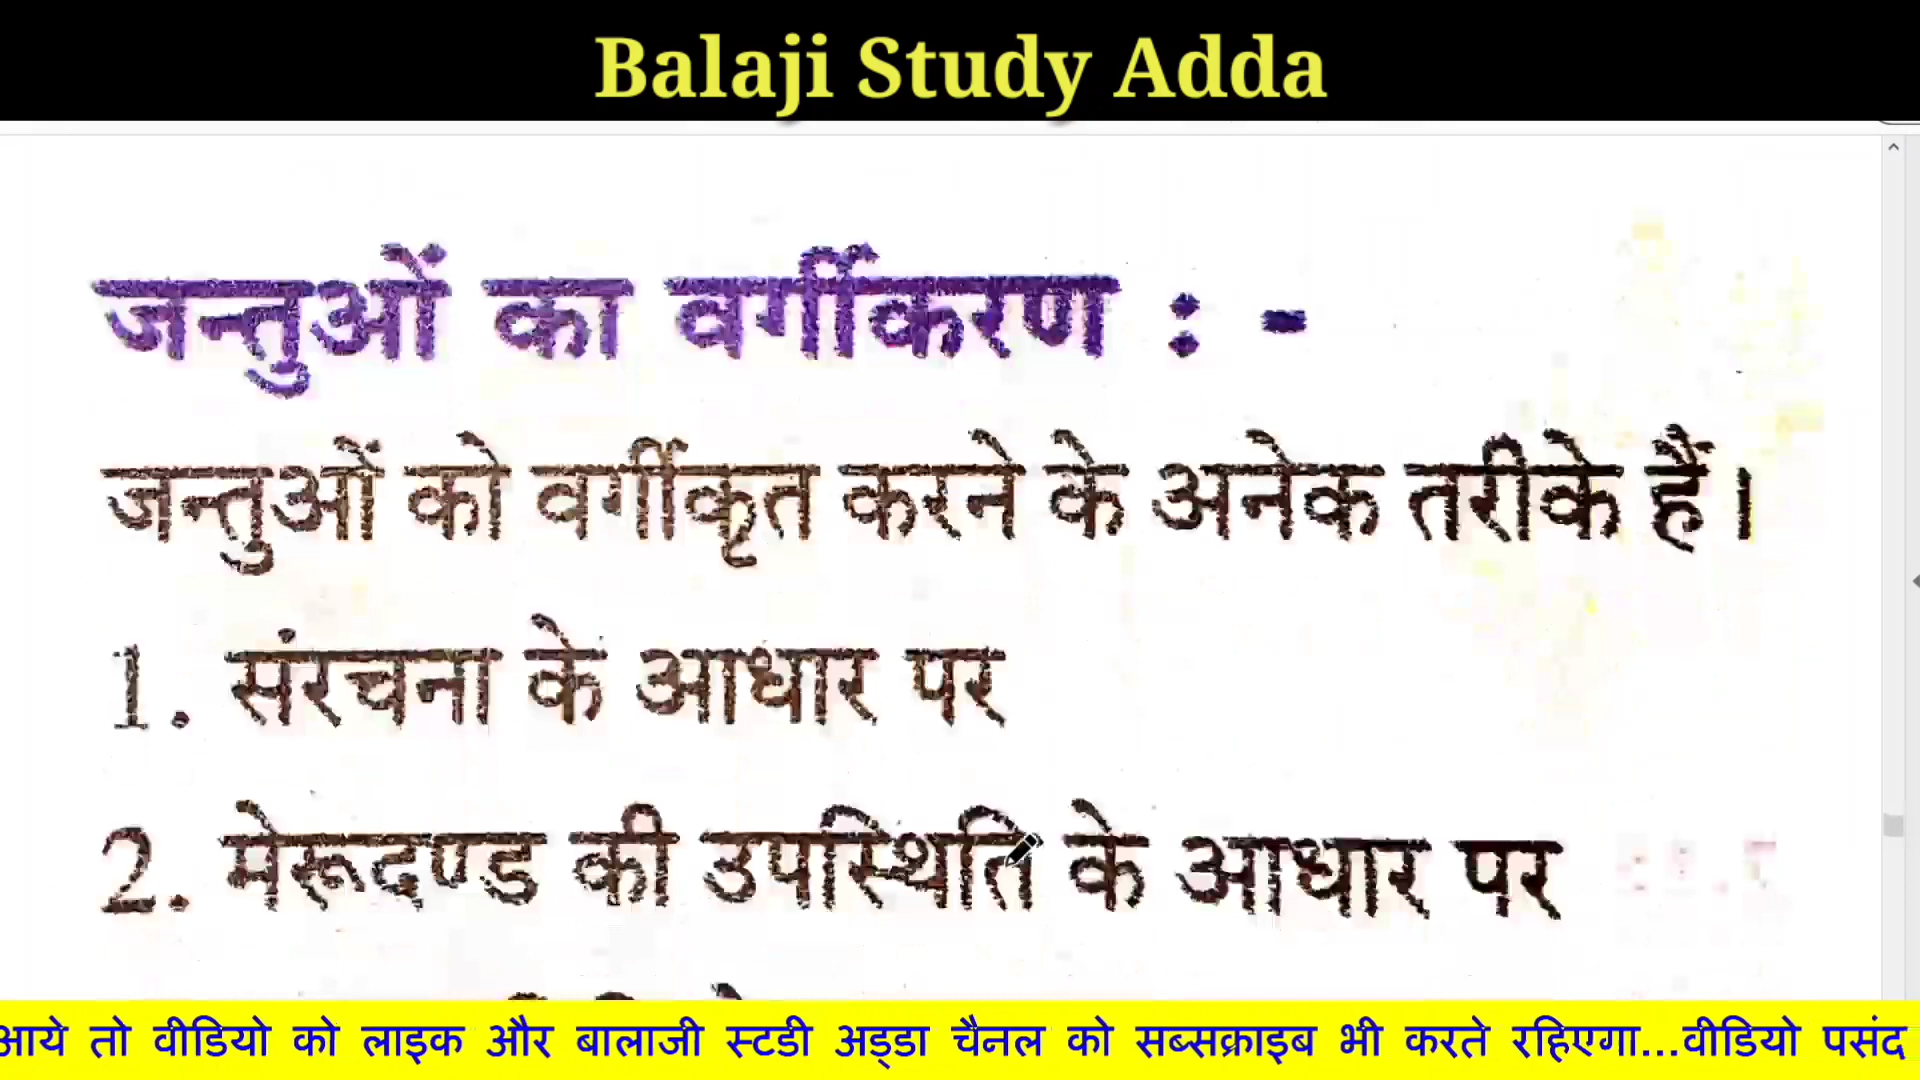 Balaji Study Adda
जन्तुओं का वर्गीकरण : -
जन्तुओं को वर्गीकृत करने के अनेक तरीके हैं।
1. संरचना के आधार पर
2. मेरूदण्ड की उपस्थिति के आधार पर
आये तो वीडियो को लाइक और बालाजी स्टडी अड्डा चैनल को सब्सक्राइब भी करते रहिएगा...वीडियो पसंद